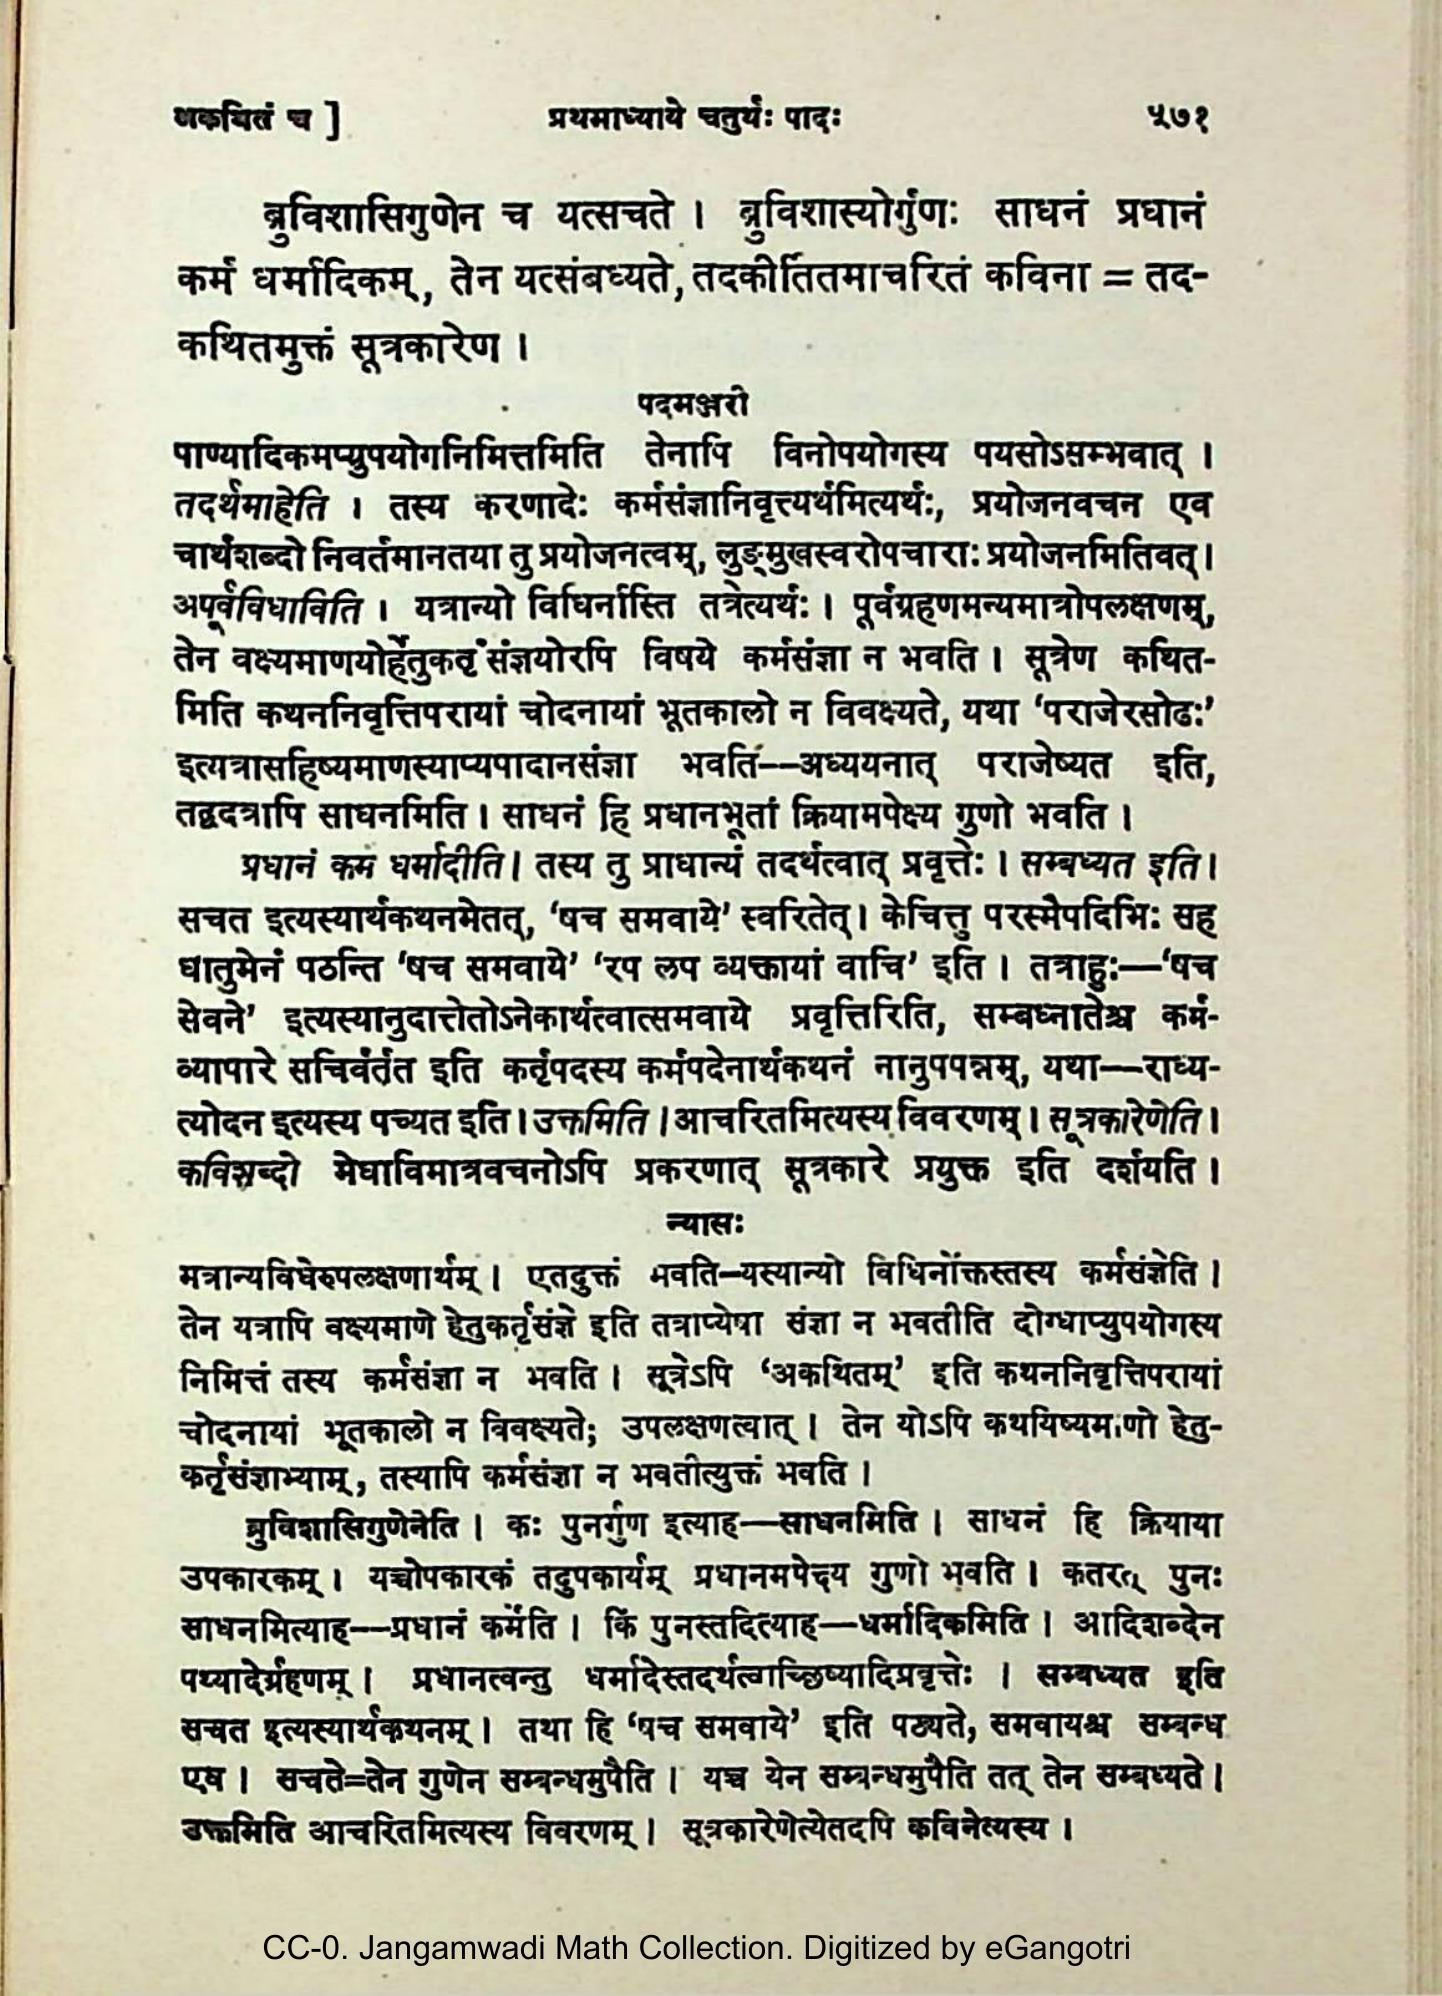 अकथितं च ]
प्रथमाध्याये चतुर्थः पादः
५७१
ब्रुविशासिगुणेन च यत्सचते । ब्रुविशास्योर्गुणः साधनं प्रधानं
कर्म धर्मादिकम्, तेन यत्संबध्यते, तदकीर्तितमाचरितं कविना = तद-
कथितमुक्तं सूत्रकारेण ।
पदमञ्जरी
पाण्यादिकमप्युपयोगनिमित्तमिति तेनापि विनोपयोगस्य पयसोऽसम्भवात् ।
तदर्थमाहेति । तस्य करणादेः कर्मसंज्ञानिवृत्त्यर्थमित्यर्थः, प्रयोजनवचन एव
चार्थशब्दो निवर्तमानतया तु प्रयोजनत्वम्, लुङ्मुखस्वरोपचाराः प्रयोजनमितिवत् ।
अपूर्वविधाविति । यत्रान्यो विधिर्नास्ति तत्रेत्यर्थः । पूर्वग्रहणमन्यमात्रोपलक्षणम्,
तेन वक्ष्यमाणयोर्हेतुकर्तृसंज्ञयोरपि विषये कर्मसंज्ञा न भवति । सूत्रेण कथित-
मिति कथननिवृत्तिपरायां चोदनायां भूतकालो न विवक्ष्यते, यथा ‘पराजेरसोढः’
इत्यत्रासहिष्यमाणस्याप्यपादानसंज्ञा भवति—अध्ययनात् पराजेष्यत इति,
तद्वदत्रापि साधनमिति । साधनं हि प्रधानभूतां क्रियामपेक्ष्य गुणो भवति ।
प्रधानं कर्म धर्मादीति । तस्य तु प्राधान्यं तदर्थत्वात् प्रवृत्तेः । सम्बध्यत इति ।
सचत इत्यस्यार्थकथनमेतत्, ‘षच समवाये’ स्वरितेत् । केचित्तु परस्मैपदिभिः सह
धातुमेनं पठन्ति ‘षच समवाये’ ‘रप लप व्यक्तायां वाचि’ इति । तत्राहुः—‘षच
सेवने’ इत्यस्यानुदात्तेतोऽनेकार्थत्वात्समवाये प्रवृत्तिरिति, सम्बध्नातेश्च कर्म-
व्यापारे सचिर्वर्तत इति कर्तृपदस्य कर्मपदेनार्थकथनं नानुपपन्नम्, यथा—राध्य-
त्योदन इत्यस्य पच्यत इति । उक्तमिति । आचरितमित्यस्य विवरणम् । सूत्रकारेणेति ।
कविशब्दो मेधाविमात्रवचनोऽपि प्रकरणात् सूत्रकारे प्रयुक्त इति दर्शयति ।
न्यासः
मत्रान्यविधेरुपलक्षणार्थम् । एतदुक्तं भवति–यस्यान्यो विधिर्नोक्तस्तस्य कर्मसंज्ञेति ।
तेन यत्रापि वक्ष्यमाणे हेतुकर्तृसंज्ञे इति तत्राप्येषा संज्ञा न भवतीति दोग्धाप्युपयोगस्य
निमित्तं तस्य कर्मसंज्ञा न भवति । सूत्रेऽपि ‘अकथितम्’ इति कथननिवृत्तिपरायां
चोदनायां भूतकालो न विवक्ष्यते; उपलक्षणत्वात् । तेन योऽपि कथयिष्यमाणो हेतु-
कर्तृसंज्ञाभ्याम्, तस्यापि कर्मसंज्ञा न भवतीत्युक्तं भवति ।
ब्रुविशासिगुणेनेति । कः पुनर्गुण इत्याह—साधनमिति । साधनं हि क्रियाया
उपकारकम् । यच्चोपकारकं तदुपकार्यम् प्रधानमपेक्ष्य गुणो भवति । कतरत् पुनः
साधनमित्याह—प्रधानं कर्मेति । किं पुनस्तदित्याह—धर्मादिकमिति । आदिशब्देन
पथ्यादेर्ग्रहणम् । प्रधानत्वन्तु धर्मादेस्तदर्थत्वाच्छिष्यादिप्रवृत्तेः । सम्बध्यत इति
सचत इत्यस्यार्थकथनम् । तथा हि ‘षच समवाये’ इति पठ्यते, समवायश्च सम्बन्ध
एव । सचते=तेन गुणेन सम्बन्धमुपैति । यच्च येन सम्बन्धमुपैति तत् तेन सम्बध्यते ।
उक्तमिति आचरितमित्यस्य विवरणम् । सूत्रकारेणेत्येतदपि कविनेत्यस्य ।
CC-0. Jangamwadi Math Collection. Digitized by eGangotri